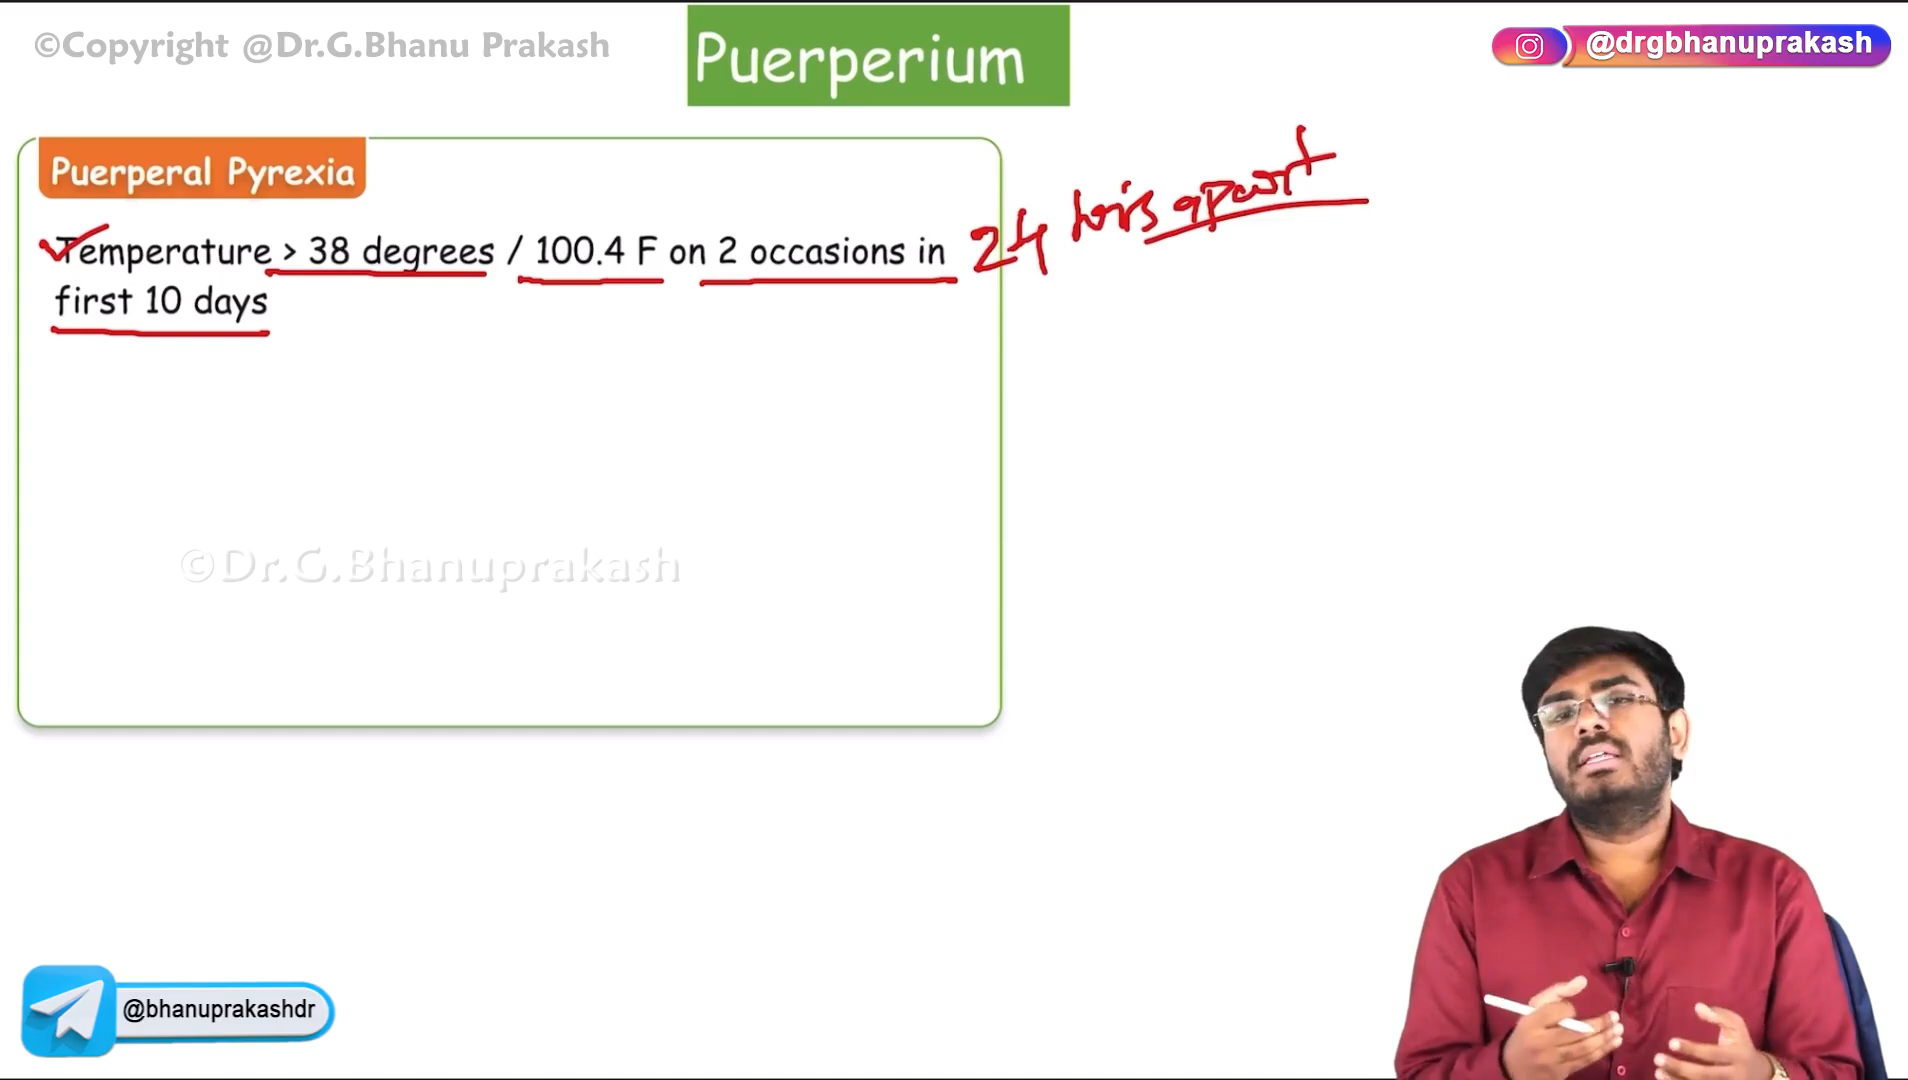 ©Copyright @Dr.G.Bhanu Prakash
Puerperium
@drgbhanuprakash
Puerperal Pyrexia
Temperature > 38 degrees / 100.4 F on 2 occasions in
24 hrs apart
first 10 days
©Dr.G.Bhanuprakash
@bhanuprakashdr